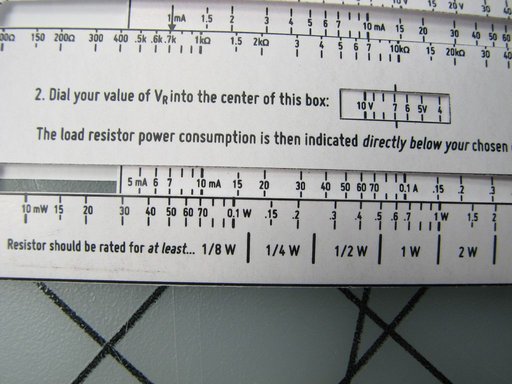 1 mA 1.5 2 3 4 5 6 7 10 mA 15 20 30 40 50
150 200Ω 300 400 .5k .6k .7k 1kΩ 1.5 2kΩ 3 4 5 6 7 10kΩ 15 20 30 40
2. Dial your value of VR into the center of this box: 10 V 7 6 5V 4
The load resistor power consumption is then indicated directly below your chosen
5 mA 6 7 10 mA 15 20 30 40 50 60 70 0.1 A .15 .2 .3
10 mW 15 20 30 40 50 60 70 0.1 W .15 .2 .3 .4 .5 .6 .7 1 W 1.5 2
Resistor should be rated for at least... 1/8 W 1/4 W 1/2 W 1 W 2 W